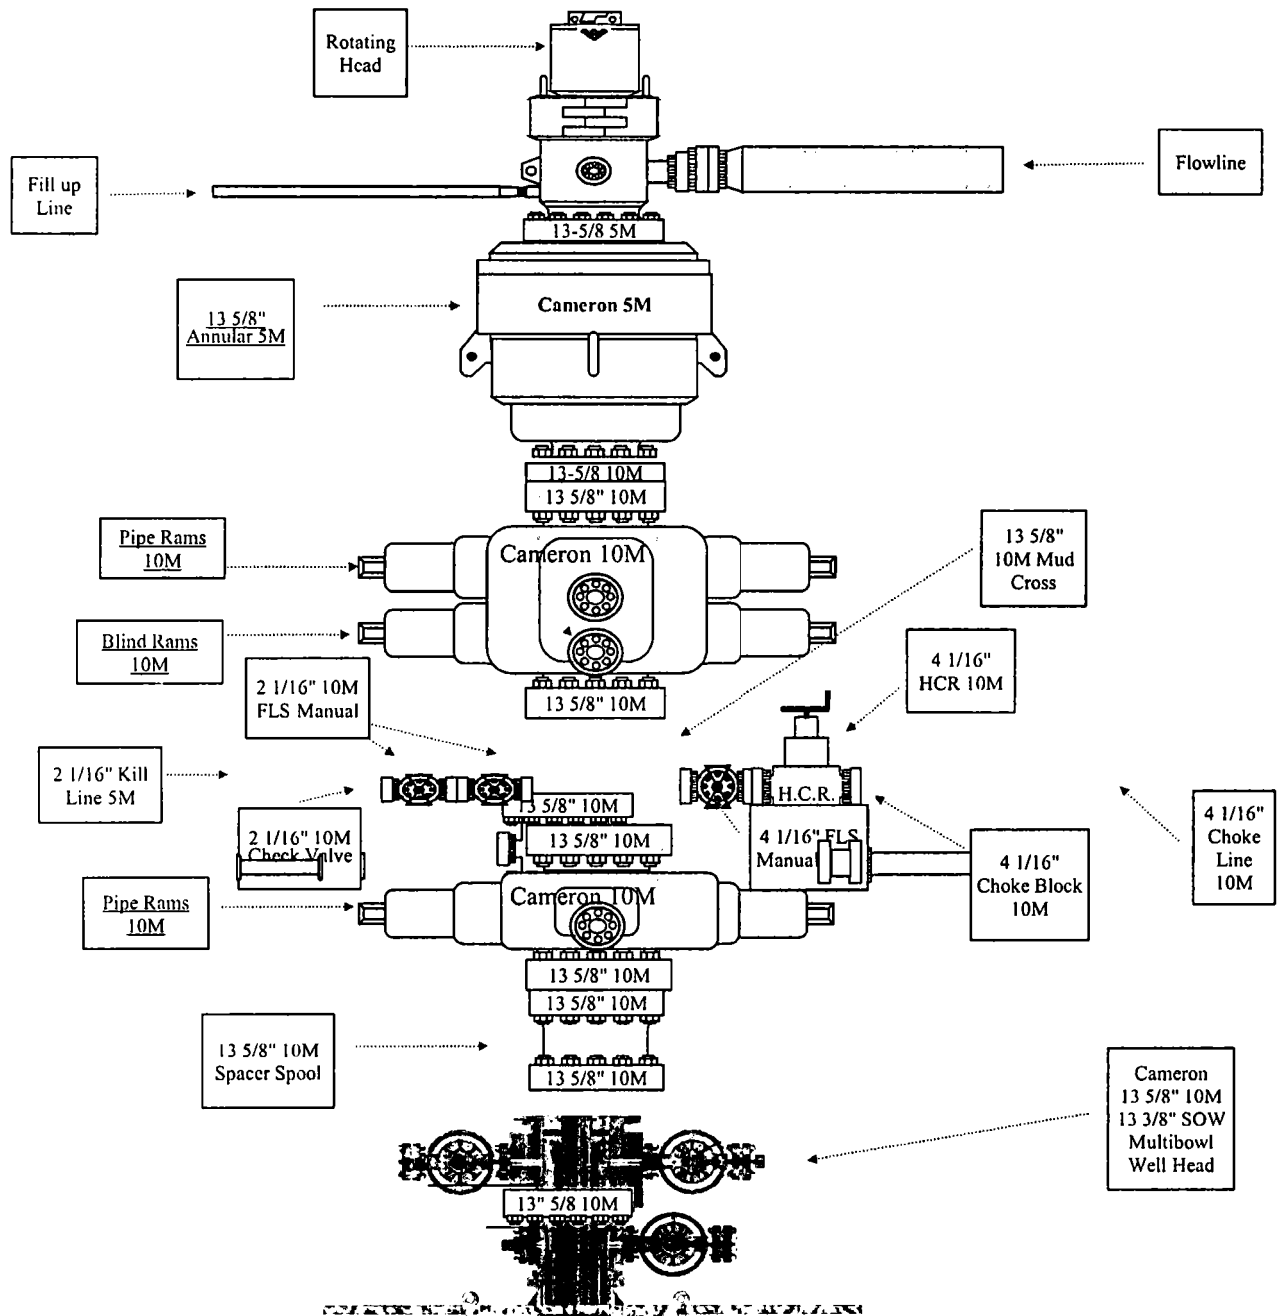 Rotating
Head
Flowline
Fill up
Line
13-5/8 5M
Cameron 5M
13 5/8"
Annular 5M
13-5/8 10M
13 5/8" 10M
Pipe Rams
10M
Cameron 10M
13 5/8"
10M Mud
Cross
Blind Rams
10M
4 1/16"
HCR 10M
2 1/16" 10M
FLS Manual
13 5/8" 10M
2 1/16" Kill
Line 5M
H.C.R.
13 5/8" 10M
4 1/16"
Choke
Line
10M
2 1/16" 10M
Check Valve
13 5/8" 10M
4 1/16" FLS
Manual
4 1/16"
Choke Block
10M
Pipe Rams
10M
Cameron 10M
13 5/8" 10M
13 5/8" 10M
13 5/8" 10M
Spacer Spool
13 5/8" 10M
Cameron
13 5/8" 10M
13 3/8" SOW
Multibowl
Well Head
13" 5/8 10M